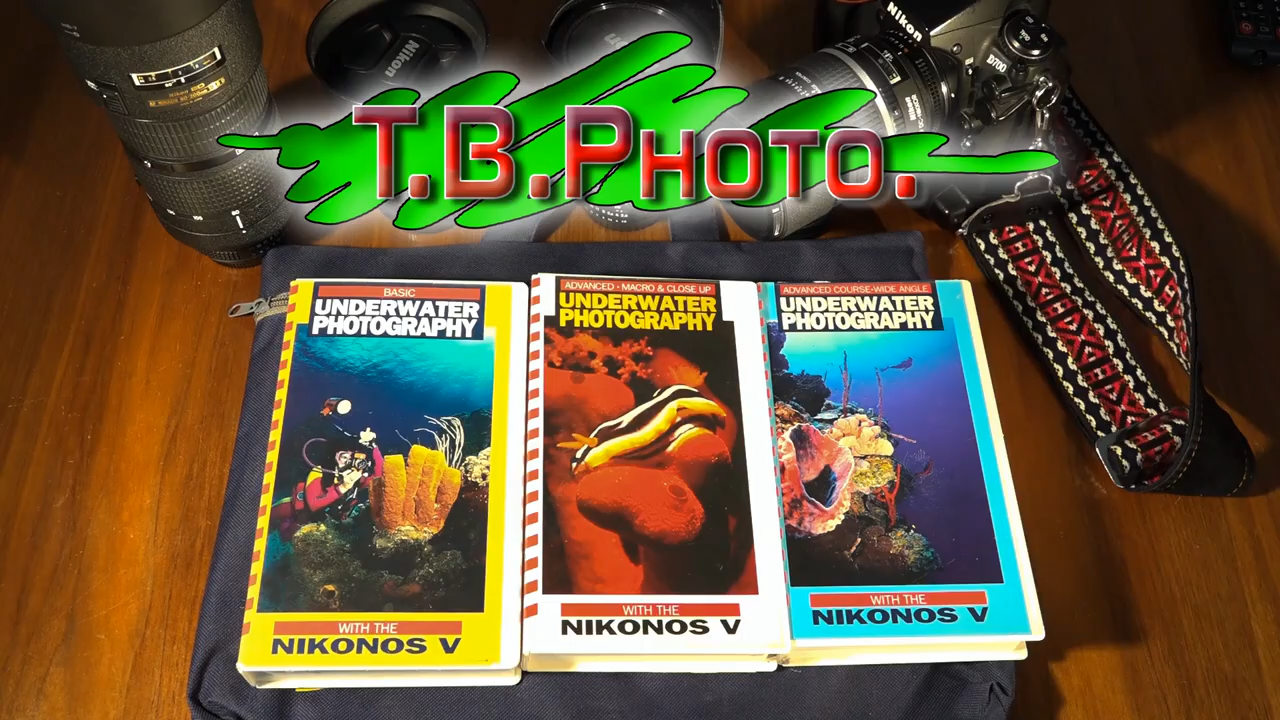 T.B.PHOTO.
Nikon
Nikon
D700
BASIC
UNDERWATER
PHOTOGRAPHY
WITH THE
NIKONOS V
ADVANCED - MACRO & CLOSE UP
UNDERWATER
PHOTOGRAPHY
WITH THE
NIKONOS V
ADVANCED COURSE-WIDE ANGLE
UNDERWATER
PHOTOGRAPHY
WITH THE
NIKONOS V